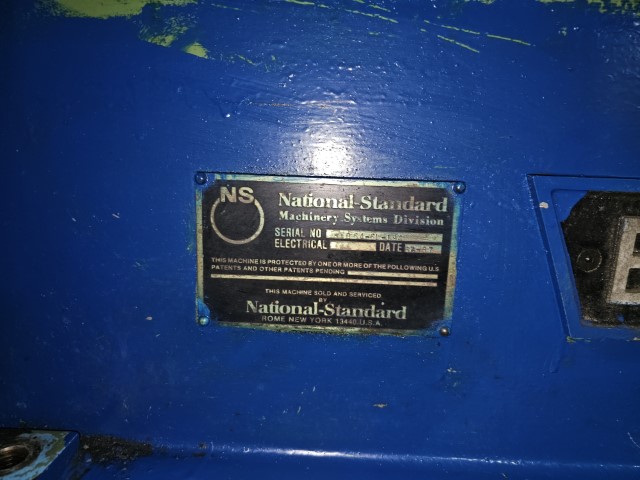 NS
National-Standard
Machinery Systems Division
SERIAL NO
ELECTRICAL DATE
THIS MACHINE IS PROTECTED BY ONE OR MORE OF THE FOLLOWING U.S.
PATENTS AND OTHER PATENTS PENDING
THIS MACHINE SOLD AND SERVICED
BY
National-Standard
ROME NEW YORK 13440 U.S.A.
E